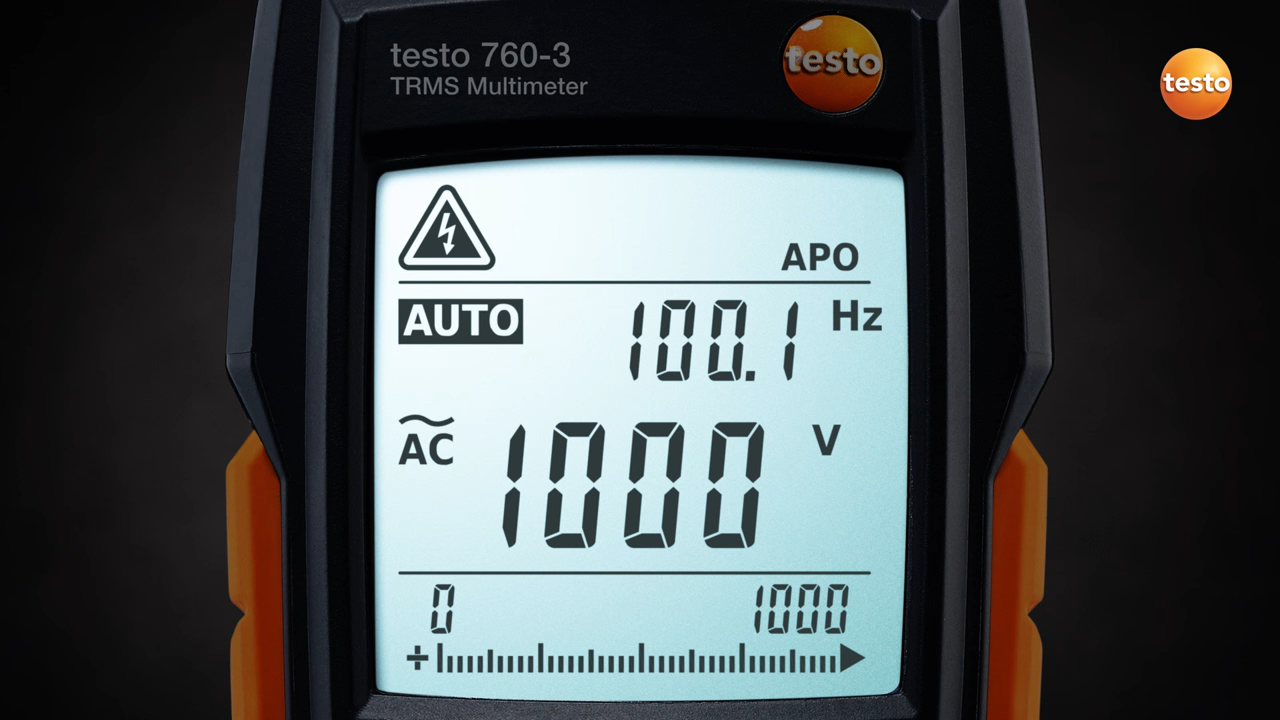 testo 760-3
TRMS Multimeter
testo
testo
APO
AUTO
100.1 Hz
AC
1000 V
0
1000
+